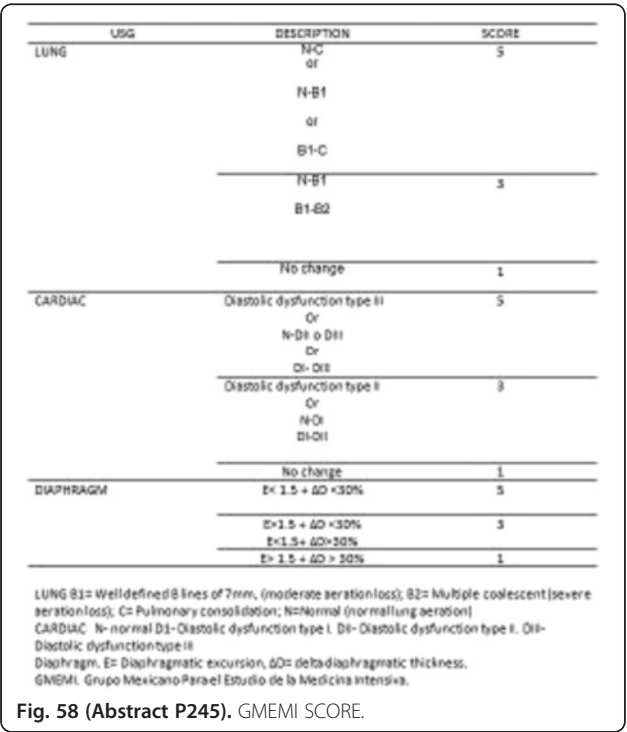 USG DESCRIPTION SCORE
LUNG N-C 5
or
N-B1
or
B1-C
N-B1 3
B1-B2
No change 1
CARDIAC Diastolic dysfunction type III 5
Or
N-DII o DIII
Or
DI- DIII
Diastolic dysfunction type II 3
Or
N-DI
DI-DII
No change 1
DIAPHRAGM E< 1.5 + ΔD <30% 5
E>1.5 + ΔD <30% 3
E<1.5+ ΔD>30%
E> 1.5 + ΔD > 30% 1
LUNG B1= Well defined B lines of 7mm, (moderate aeration loss); B2= Multiple coalescent (severe
aeration loss); C= Pulmonary consolidation; N=Normal (normal lung aeration)
CARDIAC N- normal D1- Diastolic dysfunction type I. DII- Diastolic dysfunction type II. DIII-
Diastolic dysfunction type III
Diaphragm. E= Diaphragmatic excursion, ΔD= delta diaphragmatic thickness.
GMEMI. Grupo Mexicano Para el Estudio de la Medicina Intensiva.
Fig. 58 (Abstract P245). GMEMI SCORE.